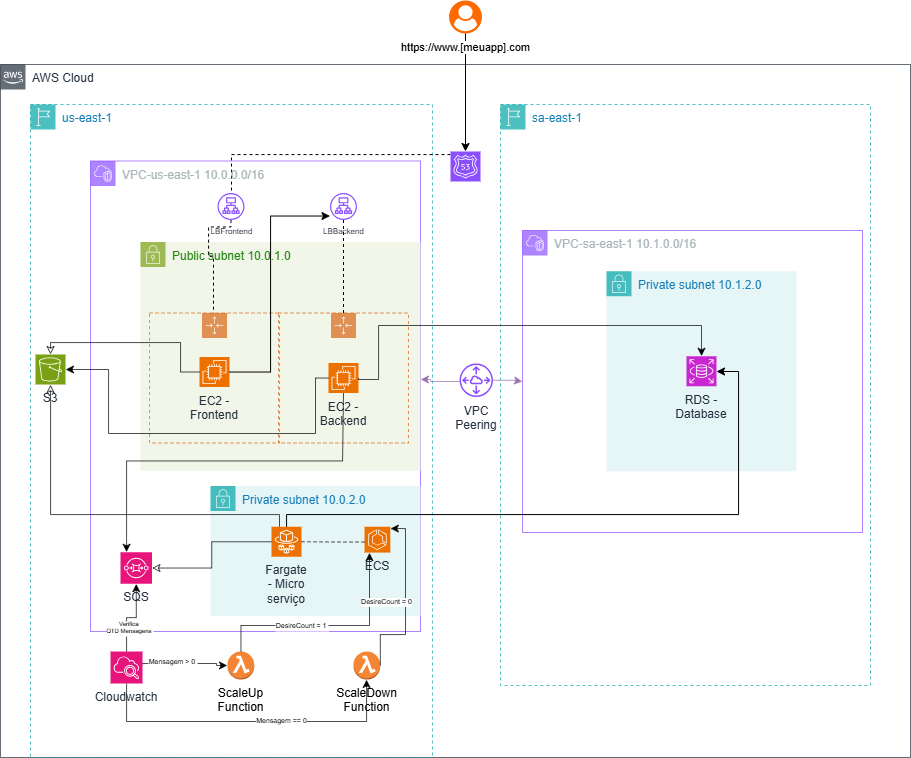 https://www.[meuapp].com
aws
AWS Cloud
us-east-1
sa-east-1
53
VPC-us-east-1 10.0.0.0/16
LBFrontend
LBBackend
VPC-sa-east-1 10.1.0.0/16
Public subnet 10.0.1.0
Private subnet 10.1.2.0
S3
EC2 -
Frontend
EC2 -
Backend
VPC
Peering
RDS -
Database
Private subnet 10.0.2.0
Fargate
- Micro
serviço
ECS
SQS
DesireCount = 0
Verifica
QTD Mensagens
DesireCount = 1
Mensagem > 0
Cloudwatch
ScaleUp
Function
ScaleDown
Function
Mensagem == 0